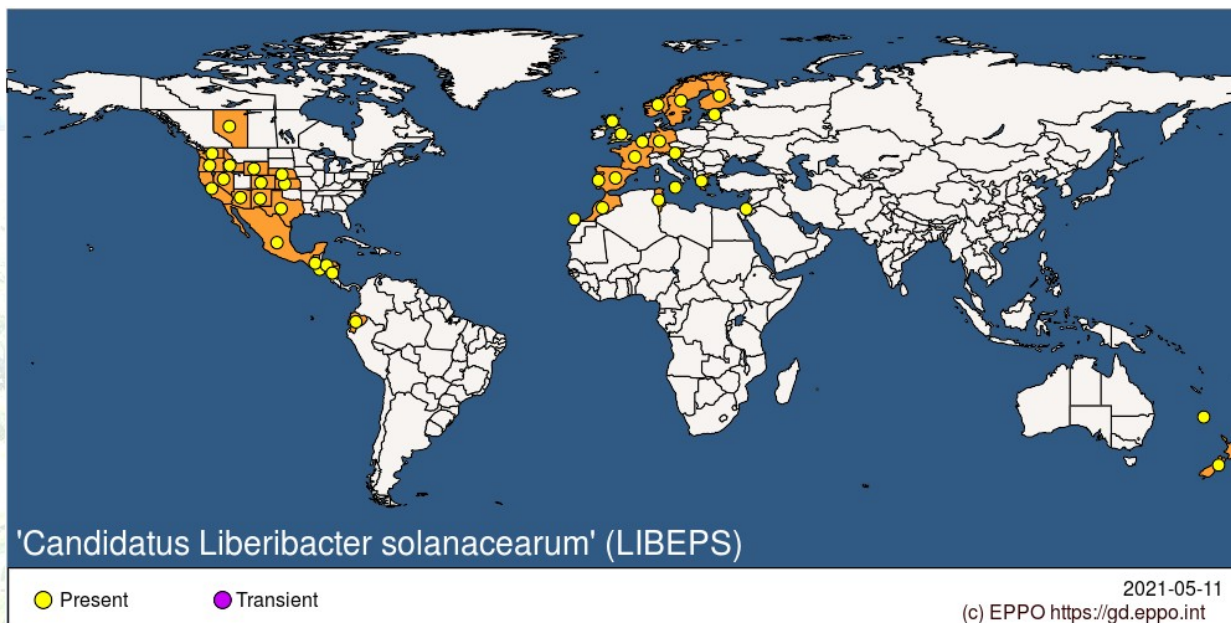 'Candidatus Liberibacter solanacearum' (LIBEPS)
Present
Transient
2021-05-11
(c) EPPO https://gd.eppo.int